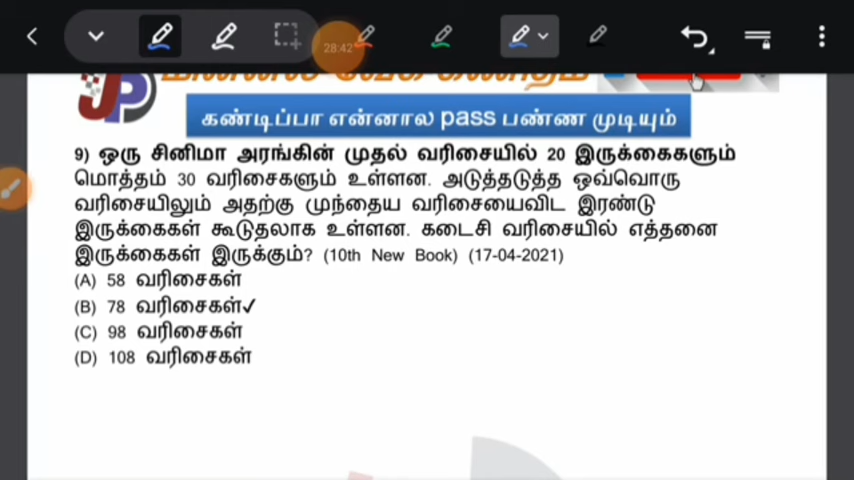 28:42
JP
கண்டிப்பா என்னால pass பண்ண முடியும்
9) ஒரு சினிமா அரங்கின் முதல் வரிசையில் 20 இருக்கைகளும்
மொத்தம் 30 வரிசைகளும் உள்ளன. அடுத்தடுத்த ஒவ்வொரு
வரிசையிலும் அதற்கு முந்தைய வரிசையைவிட இரண்டு
இருக்கைகள் கூடுதலாக உள்ளன. கடைசி வரிசையில் எத்தனை
இருக்கைகள் இருக்கும்? (10th New Book) (17-04-2021)
(A) 58 வரிசைகள்
(B) 78 வரிசைகள்✓
(C) 98 வரிசைகள்
(D) 108 வரிசைகள்